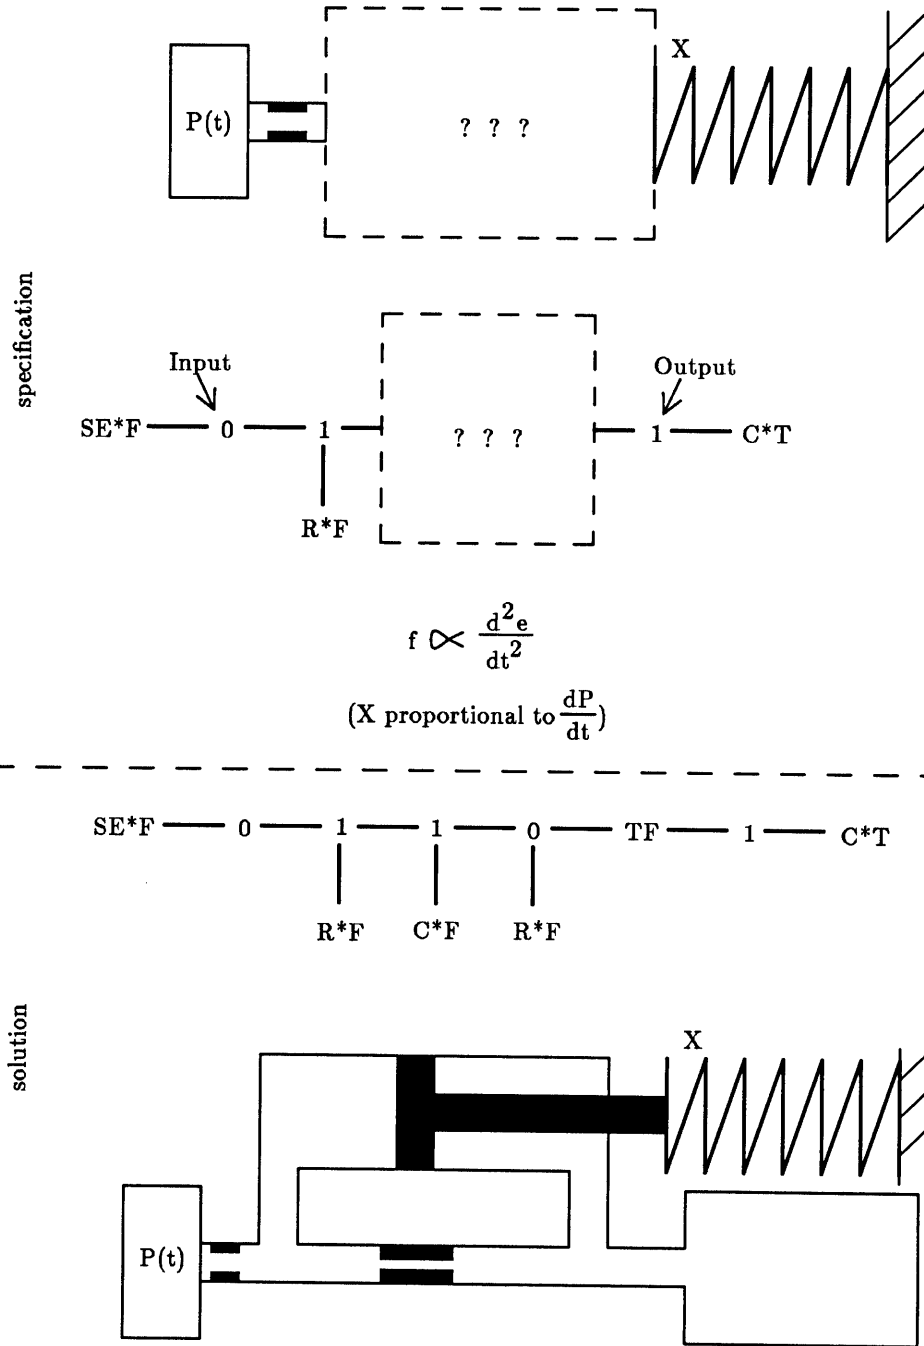 X
P(t)
? ? ?
specification
Input
Output
SE*F 0 1 ? ? ? 1 C*T
R*F
f ∝ d²e/dt²
(X proportional to dP/dt)
SE*F 0 1 1 0 TF 1 C*T
R*F C*F R*F
solution
X
P(t)